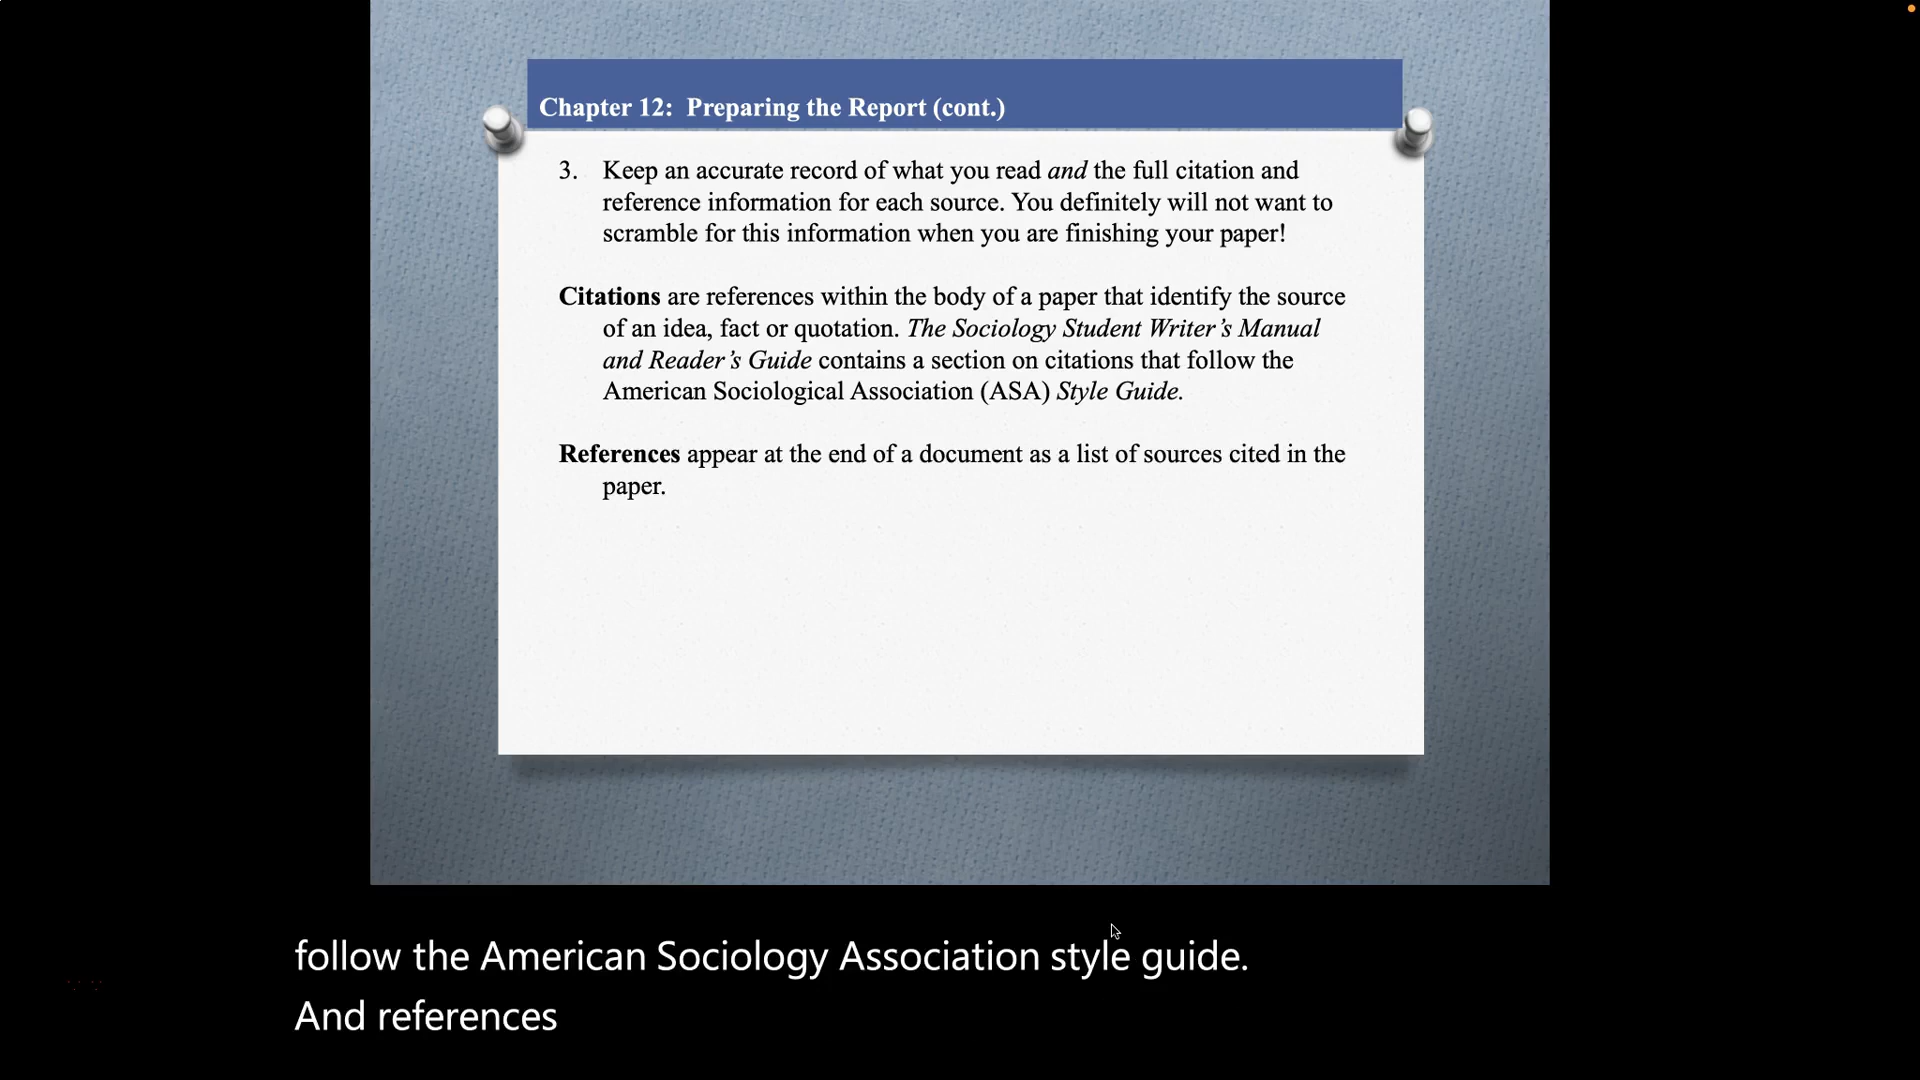 Chapter 12:  Preparing the Report (cont.)
3. Keep an accurate record of what you read and the full citation and
reference information for each source. You definitely will not want to
scramble for this information when you are finishing your paper!
Citations are references within the body of a paper that identify the source
of an idea, fact or quotation. The Sociology Student Writer’s Manual
and Reader’s Guide contains a section on citations that follow the
American Sociological Association (ASA) Style Guide.
References appear at the end of a document as a list of sources cited in the
paper.
follow the American Sociology Association style guide.
And references